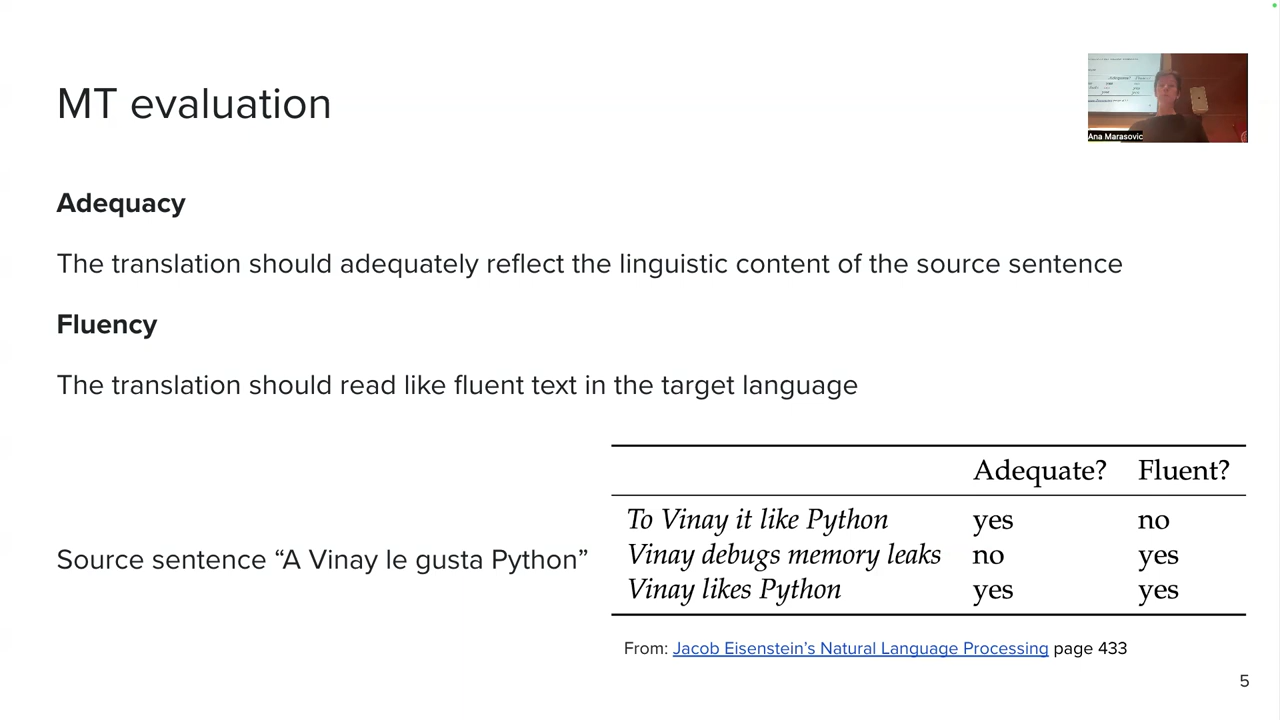 MT evaluation
Ana Marasovic
Adequacy
The translation should adequately reflect the linguistic content of the source sentence
Fluency
The translation should read like fluent text in the target language
Adequate? Fluent?
To Vinay it like Python yes no
Vinay debugs memory leaks no yes
Vinay likes Python yes yes
Source sentence “A Vinay le gusta Python”
From: Jacob Eisenstein’s Natural Language Processing page 433
5